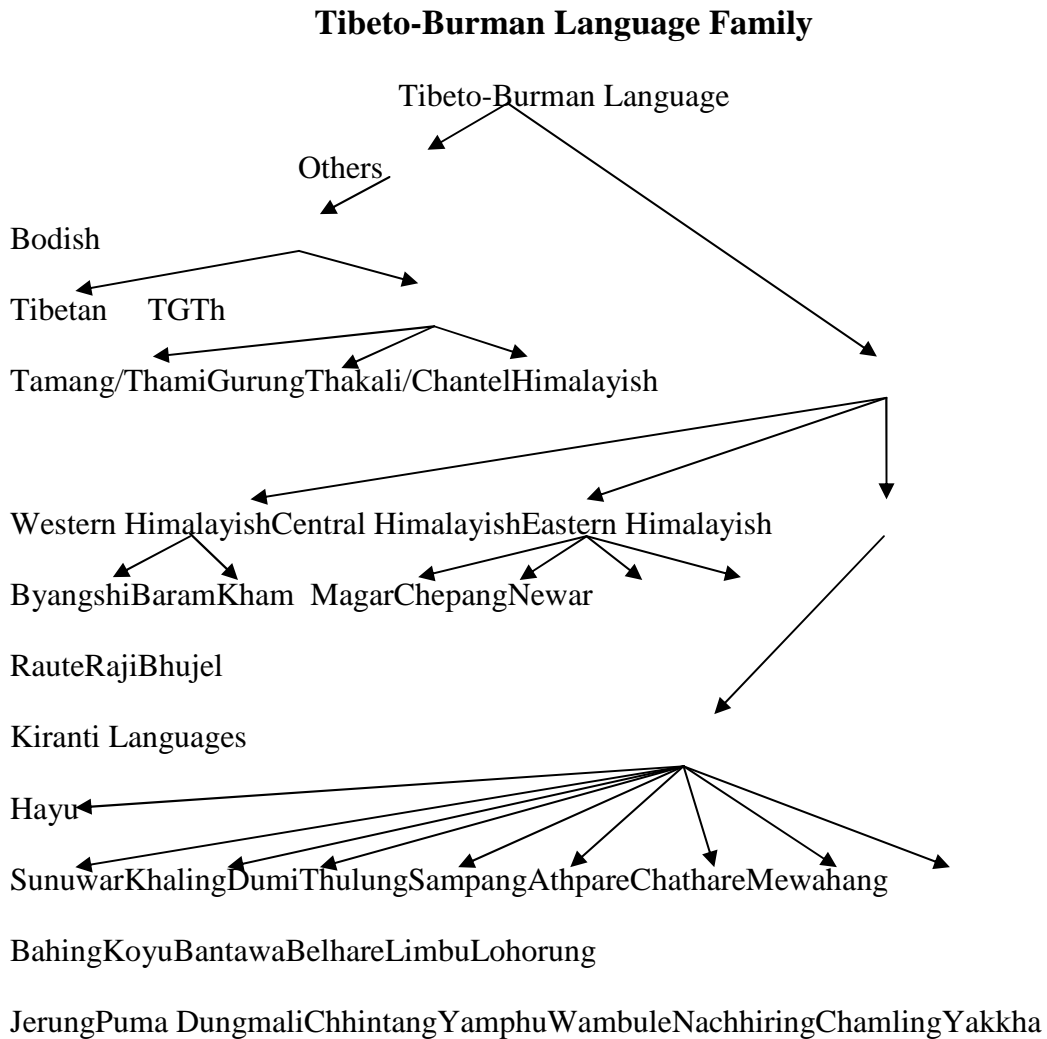 Tibeto-Burman Language Family
Tibeto-Burman Language
Others
Bodish
Tibetan TGTh
Tamang/ThamiGurungThakali/ChantelHimalayish
Western HimalayishCentral HimalayishEastern Himalayish
ByangshiBaramKham MagarChepangNewar
RauteRajiBhujel
Kiranti Languages
Hayu
SunuwarKhalingDumiThulungSampangAthpareChathareMewahang
BahingKoyuBantawaBelhareLimbuLohorung
JerungPuma DungmaliChhintangYamphuWambuleNachhiringChamlingYakkha